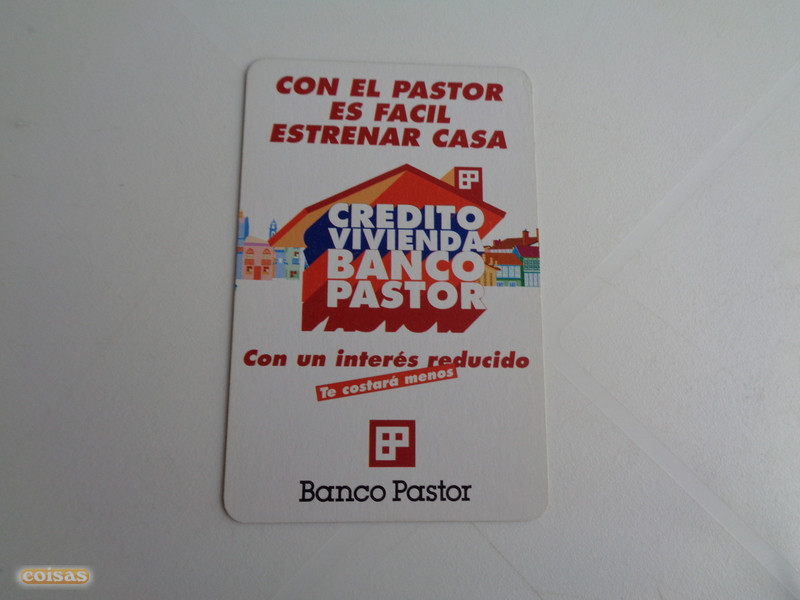 CON EL PASTOR
ES FACIL
ESTRENAR CASA
CREDITO
VIVIENDA
BANCO
PASTOR
Con un interés reducido
Te costará menos
BP
Banco Pastor
coisas